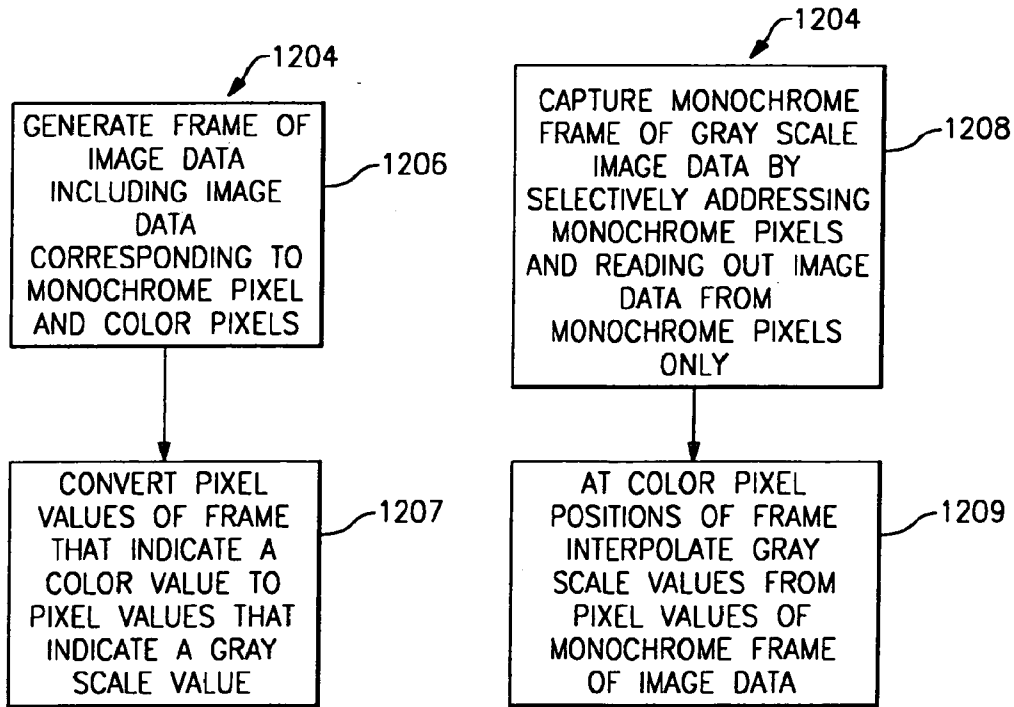 1204
GENERATE FRAME OF
IMAGE DATA
INCLUDING IMAGE
DATA
CORRESPONDING TO
MONOCHROME PIXEL
AND COLOR PIXELS
1206
CONVERT PIXEL
VALUES OF FRAME
THAT INDICATE A
COLOR VALUE TO
PIXEL VALUES THAT
INDICATE A GRAY
SCALE VALUE
1207
1204
CAPTURE MONOCHROME
FRAME OF GRAY SCALE
IMAGE DATA BY
SELECTIVELY ADDRESSING
MONOCHROME PIXELS
AND READING OUT IMAGE
DATA FROM
MONOCHROME PIXELS
ONLY
1208
AT COLOR PIXEL
POSITIONS OF FRAME
INTERPOLATE GRAY
SCALE VALUES FROM
PIXEL VALUES OF
MONOCHROME FRAME
OF IMAGE DATA
1209